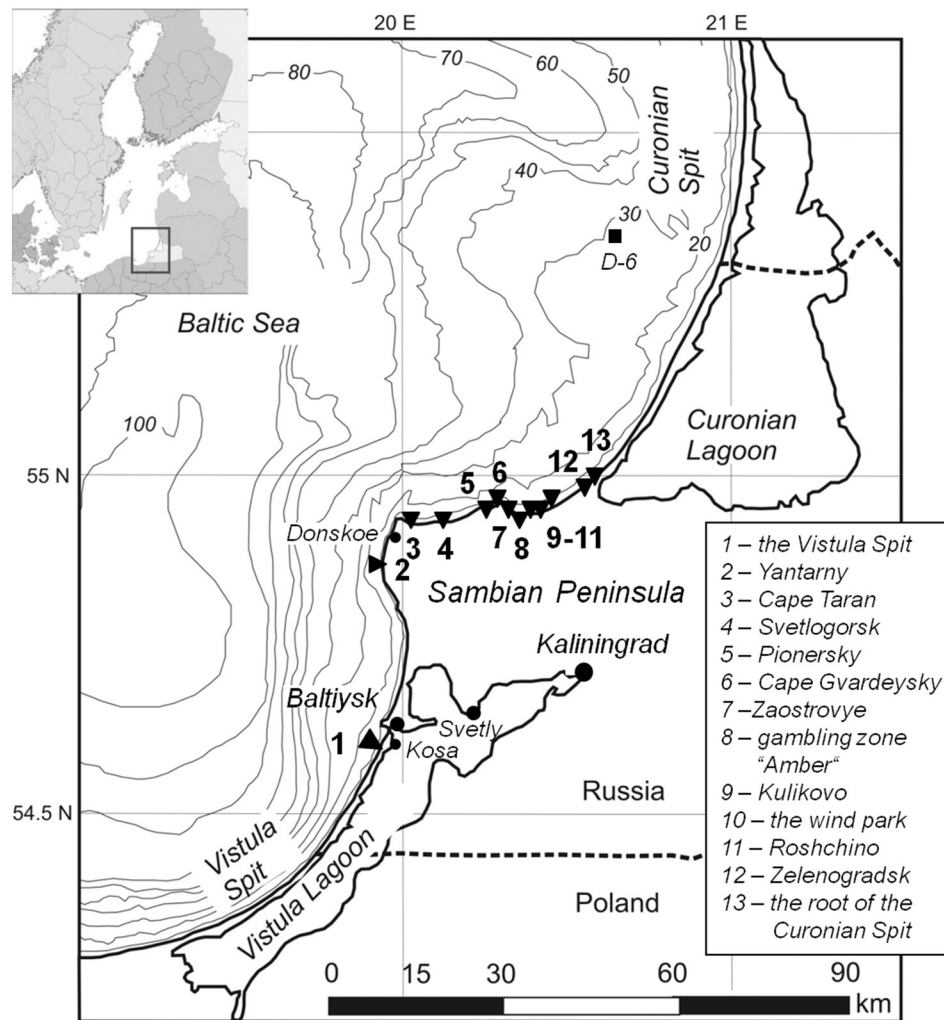 20 E
21 E
70
60
50
80
Curonian
Spit
40
30
20
D-6
Baltic Sea
100
Curonian
Lagoon
13
12
6
5
55 N
Donskoe
3
4
7
8
9-11
2
Sambian Peninsula
Kaliningrad
Baltiysk
Svetly
1
Kosa
54.5 N
Russia
Vistula
Spit
Vistula Lagoon
Poland
1 – the Vistula Spit
2 – Yantarny
3 – Cape Taran
4 – Svetlogorsk
5 – Pionersky
6 – Cape Gvardeysky
7 –Zaostrovye
8 – gambling zone
“Amber“
9 – Kulikovo
10 – the wind park
11 – Roshchino
12 – Zelenogradsk
13 – the root of the
Curonian Spit
0 15 30 60 90
km